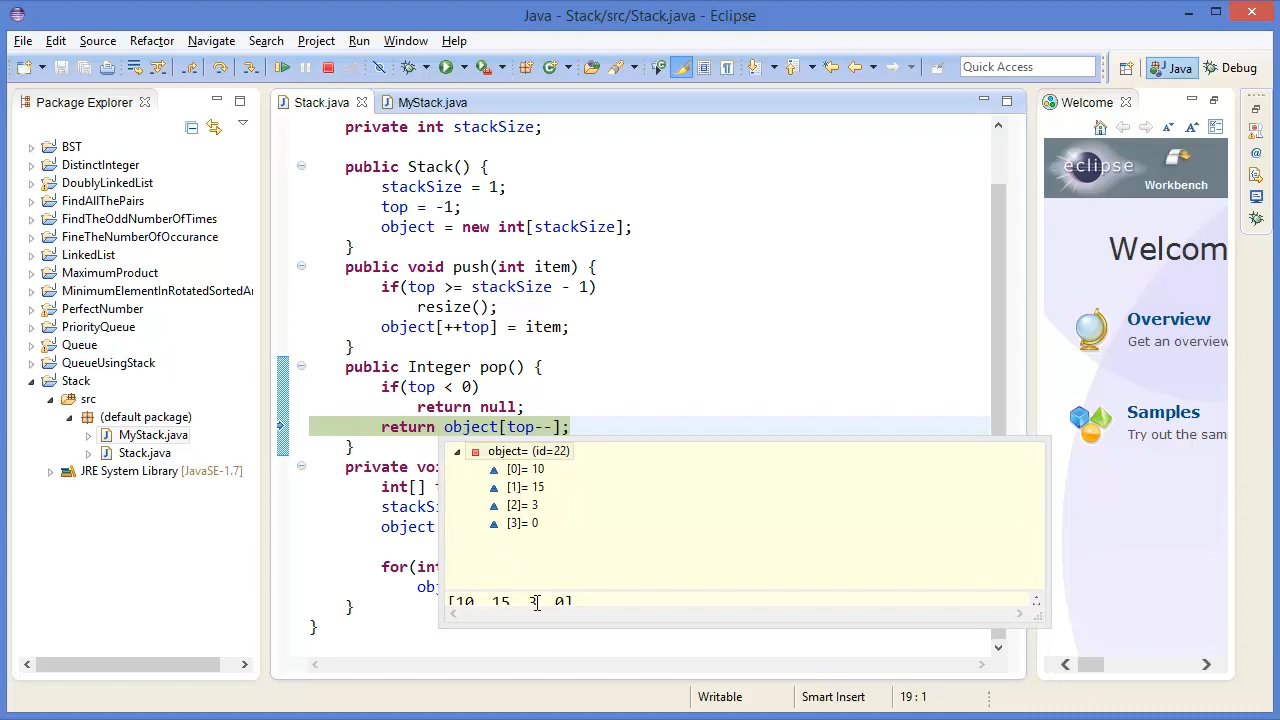 Java - Stack/src/Stack.java - Eclipse
File Edit Source Refactor Navigate Search Project Run Window Help
Quick Access
Java
Debug
Package Explorer
BST
DistinctInteger
DoublyLinkedList
FindAllThePairs
FindTheOddNumberOfTimes
FineTheNumberOfOccurance
LinkedList
MaximumProduct
MinimumElementInRotatedSortedAr
PerfectNumber
PriorityQueue
Queue
QueueUsingStack
Stack
src
(default package)
MyStack.java
Stack.java
JRE System Library [JavaSE-1.7]
Stack.java
MyStack.java
private int stackSize;
public Stack() {
stackSize = 1;
top = -1;
object = new int[stackSize];
}
public void push(int item) {
if(top >= stackSize - 1)
resize();
object[++top] = item;
}
public Integer pop() {
if(top < 0)
return null;
return object[top--];
}
private voi
int[]
stackS
object
for(int
obj
}
}
object= (id=22)
[0]= 10
[1]= 15
[2]= 3
[3]= 0
[10, 15, 3, 0]
Welcome
eclipse
Workbench
Welcom
Overview
Get an overview
Samples
Try out the sam
Writable
Smart Insert
19 : 1